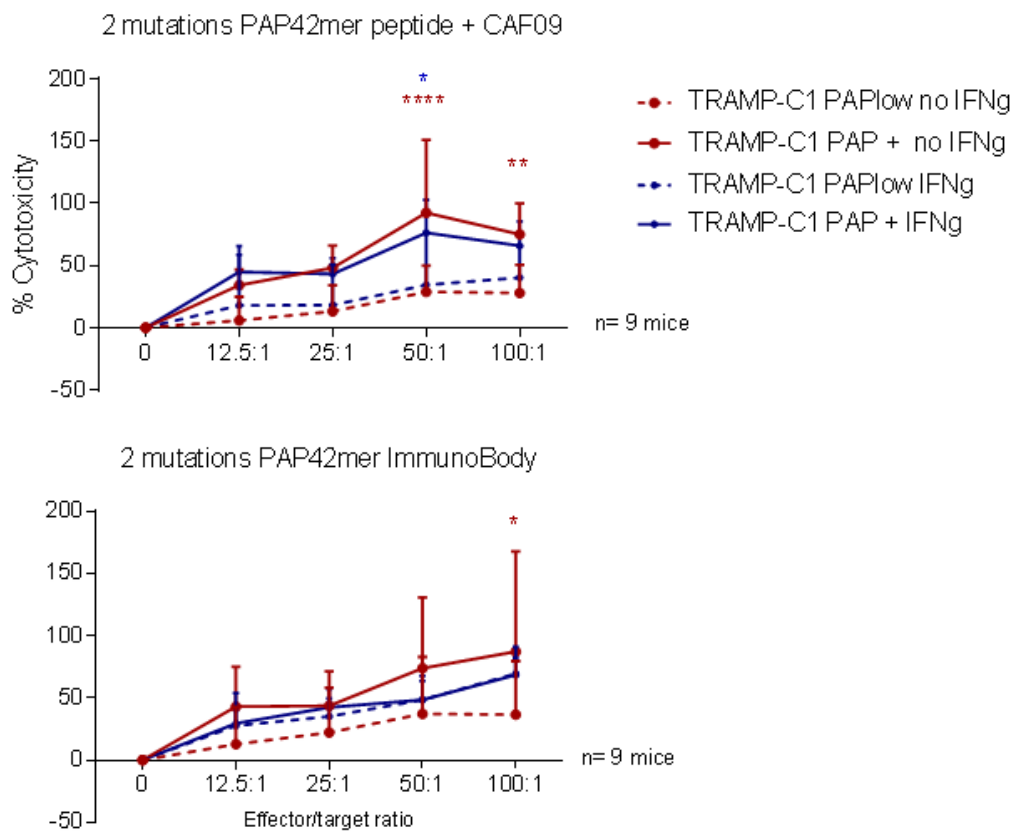 2 mutations PAP42mer peptide + CAF09
200
150
100
50
0
-50
% Cytotoxicity
*
****
**
0 12.5:1 25:1 50:1 100:1
n= 9 mice
TRAMP-C1 PAPlow no IFNg
TRAMP-C1 PAP + no IFNg
TRAMP-C1 PAPlow IFNg
TRAMP-C1 PAP + IFNg
2 mutations PAP42mer ImmunoBody
200
150
100
50
0
-50
*
0 12.5:1 25:1 50:1 100:1
n= 9 mice
Effector/target ratio